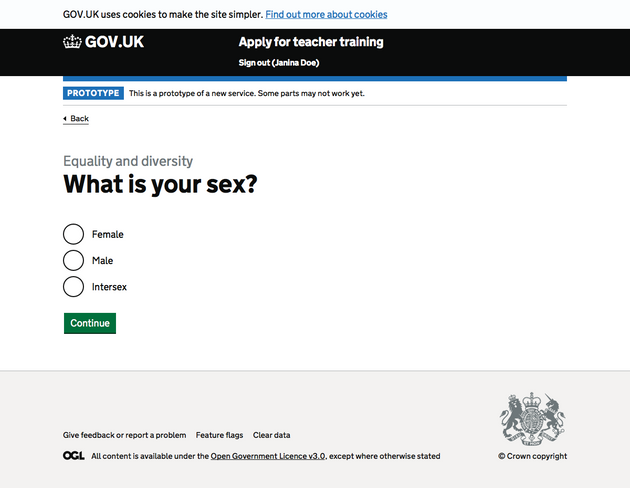 GOV.UK uses cookies to make the site simpler. Find out more about cookies
GOV.UK Apply for teacher training
Sign out (Janina Doe)
PROTOTYPE This is a prototype of a new service. Some parts may not work yet.
Back
Equality and diversity
What is your sex?
Female
Male
Intersex
Continue
Give feedback or report a problem Feature flags Clear data
OGL All content is available under the Open Government Licence v3.0, except where otherwise stated © Crown copyright